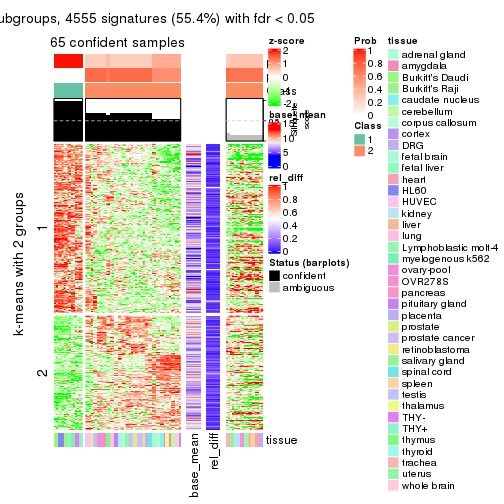 ubgroups, 4555 signatures (55.4%) with fdr < 0.05
65 confident samples
k-means with 2 groups
1
2
z-score
2
1
0
-1
-2
base_mean
15
10
5
0
rel_diff
1
0.8
0.6
0.4
0.2
0
Status (barplots)
confident
ambiguous
Silhouette
score
base_mean
rel_diff
tissue
Prob
1
0.8
0.6
0.4
0.2
0
Class
1
2
tissue
adrenal gland
amygdala
Burkitt's Daudi
Burkitt's Raji
caudate nucleus
cerebellum
corpus callosum
cortex
DRG
fetal brain
fetal liver
heart
HL60
HUVEC
kidney
liver
lung
Lymphoblastic molt-4
myelogenous k562
ovary-pool
OVR278S
pancreas
pituitary gland
placenta
prostate
prostate cancer
retinoblastoma
salivary gland
spinal cord
spleen
testis
thalamus
THY-
THY+
thymus
thyroid
trachea
uterus
whole brain